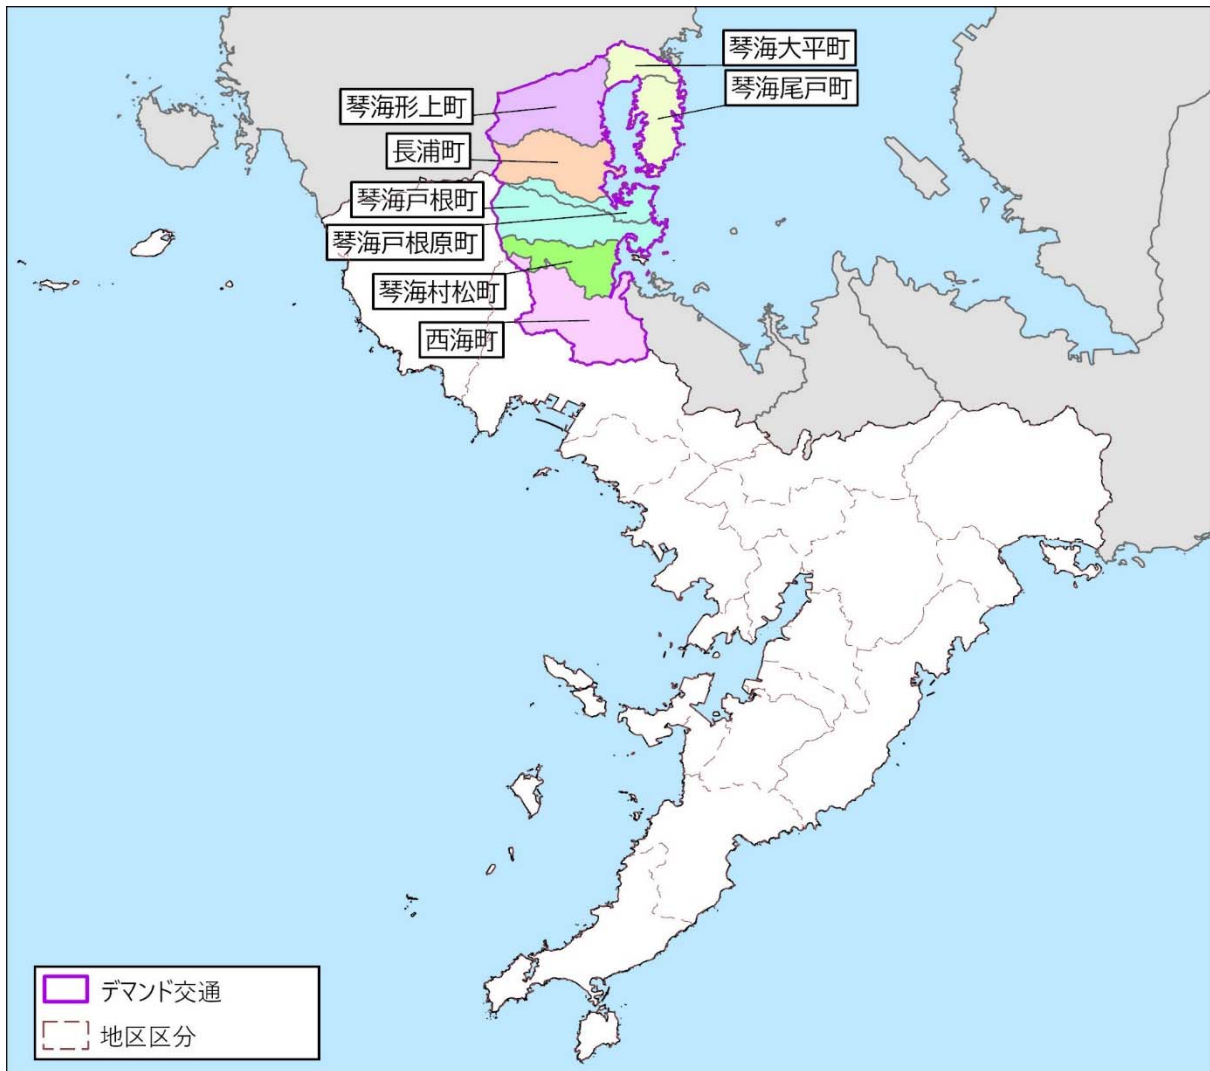 琴海大平町
琴海尾戸町
琴海形上町
長浦町
琴海戸根町
琴海戸根原町
琴海村松町
西海町
デマンド交通
地区区分